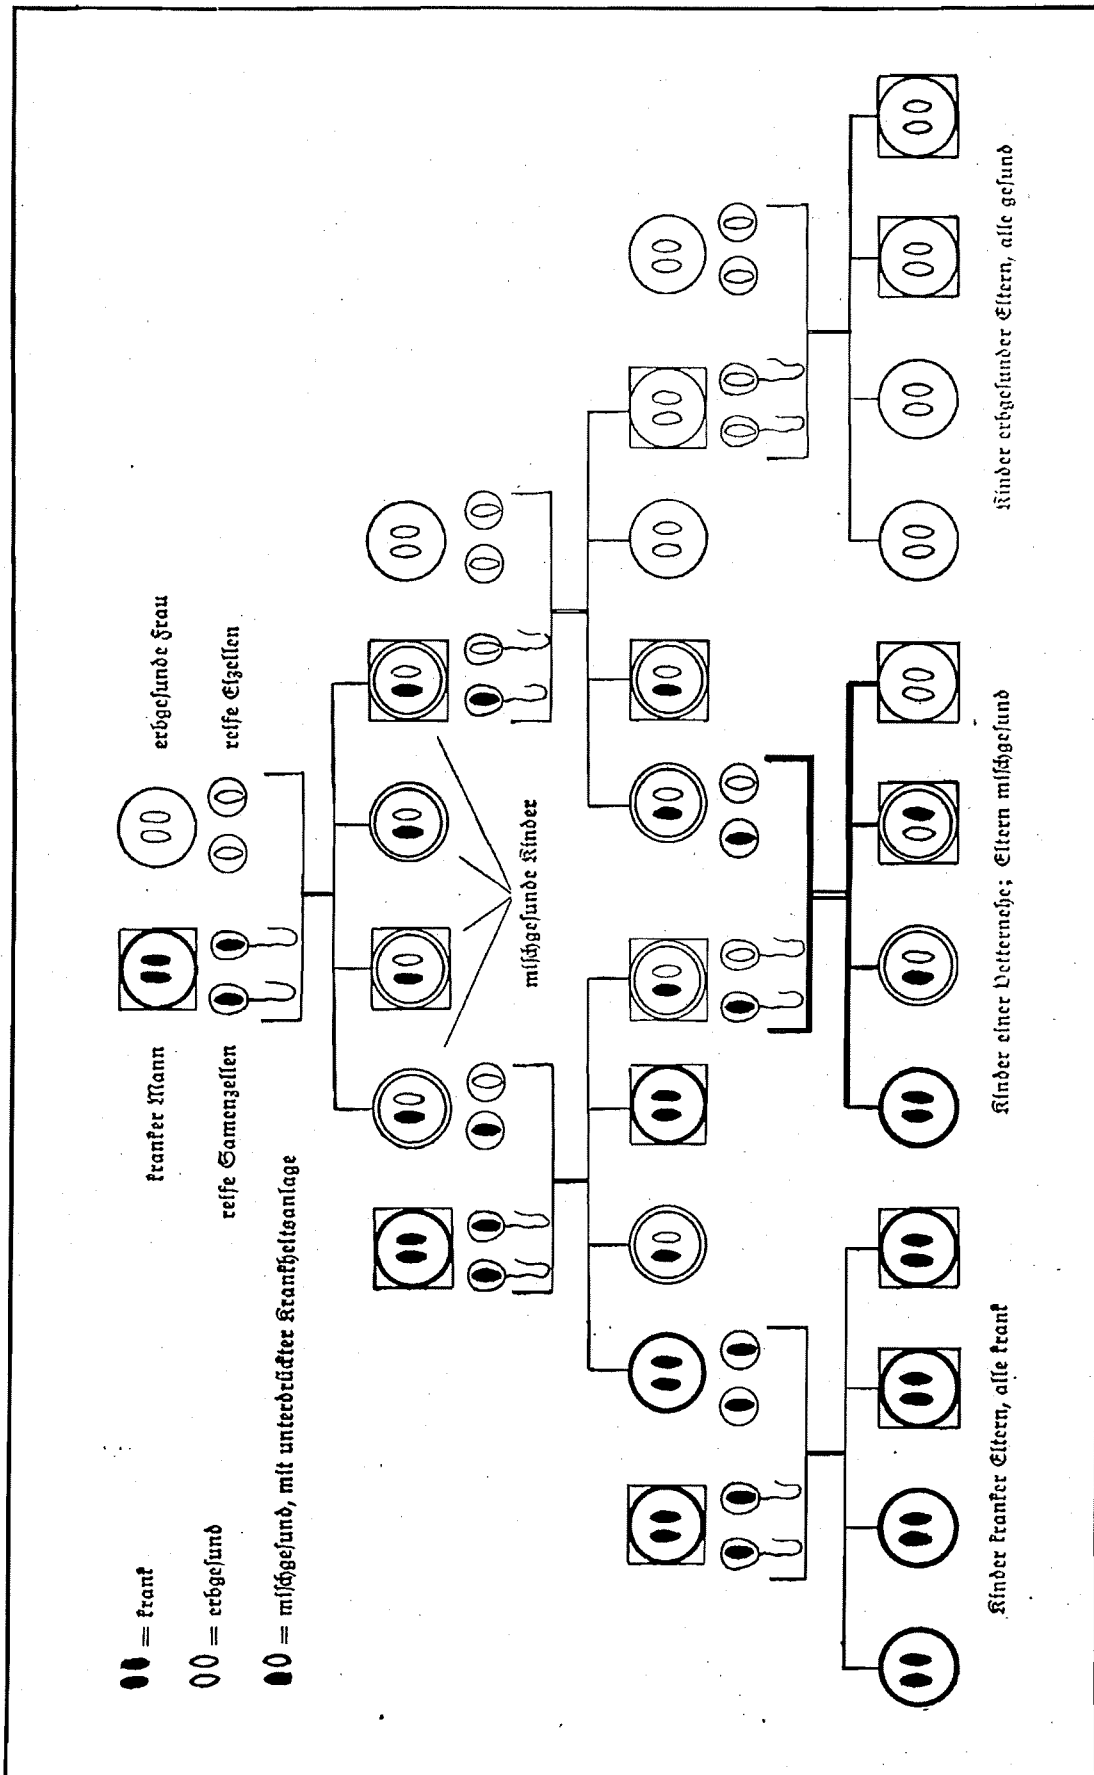 = krank
= erbgesund
= mischgesund, mit unterdrückter Krankheitsanlage
kranker Mann
erbgesunde Frau
reife Samenzellen
reife Eizellen
mischgesunde Kinder
Kinder kranker Eltern, alle krank
Kinder einer Vetternehe; Eltern mischgesund
Kinder erbgesunder Eltern, alle gesund